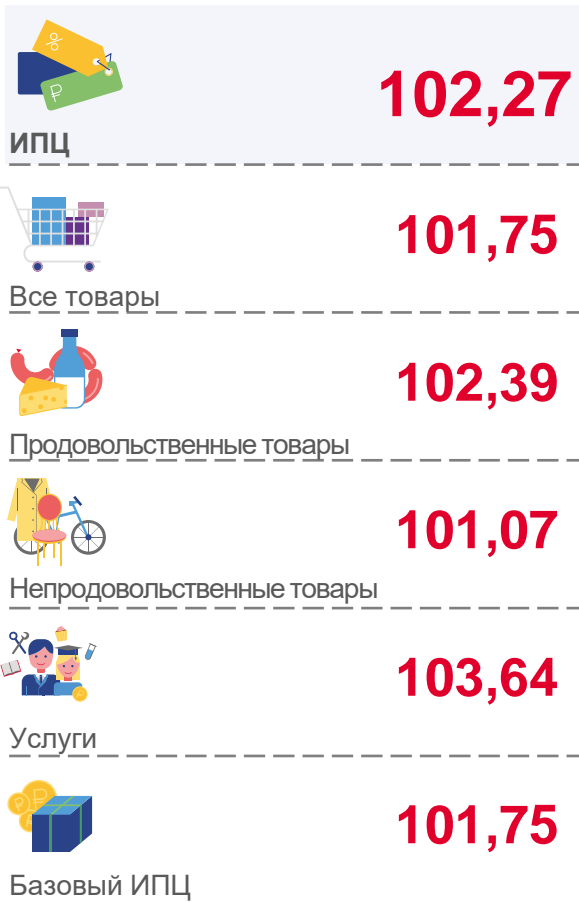 %
₽
102,27
ИПЦ
101,75
Все товары
102,39
Продовольственные товары
101,07
Непродовольственные товары
103,64
Услуги
₽
₽
₽
101,75
Базовый ИПЦ